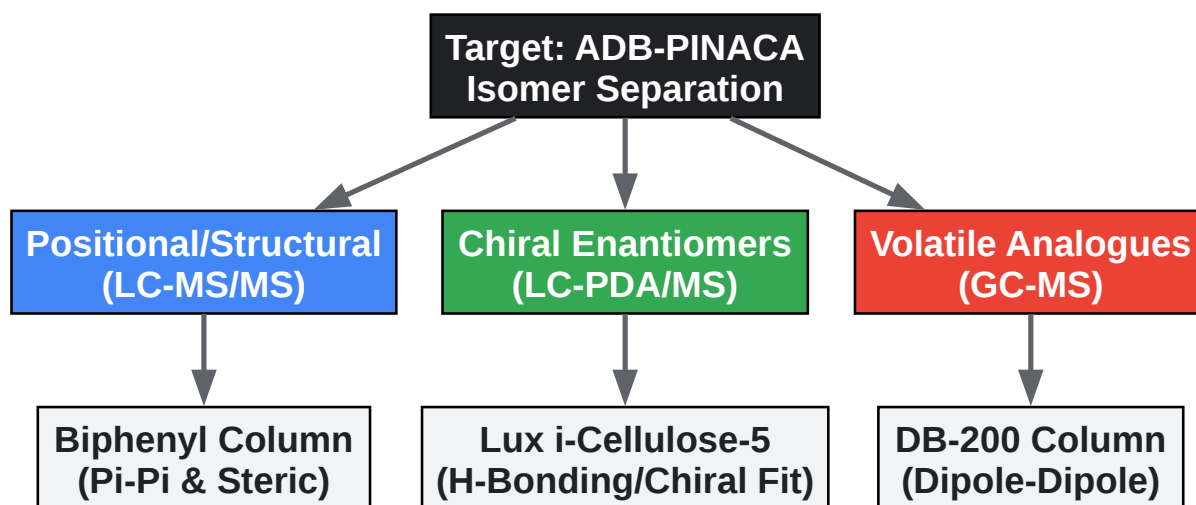 Target: ADB-PINACA
Isomer Separation
Positional/Structural
(LC-MS/MS)
Chiral Enantiomers
(LC-PDA/MS)
Volatile Analogues
(GC-MS)
Biphenyl Column
(Pi-Pi & Steric)
Lux i-Cellulose-5
(H-Bonding/Chiral Fit)
DB-200 Column
(Dipole-Dipole)